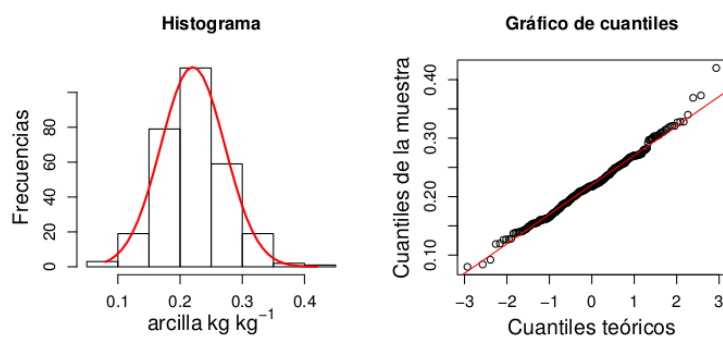 Histograma
Frecuencias
0 20 40 60 80
0.1 0.2 0.3 0.4
arcilla kg kg⁻¹
Gráfico de cuantiles
Cuantiles de la muestra
0.10 0.20 0.30 0.40
−3 −2 −1 0 1 2 3
Cuantiles teóricos